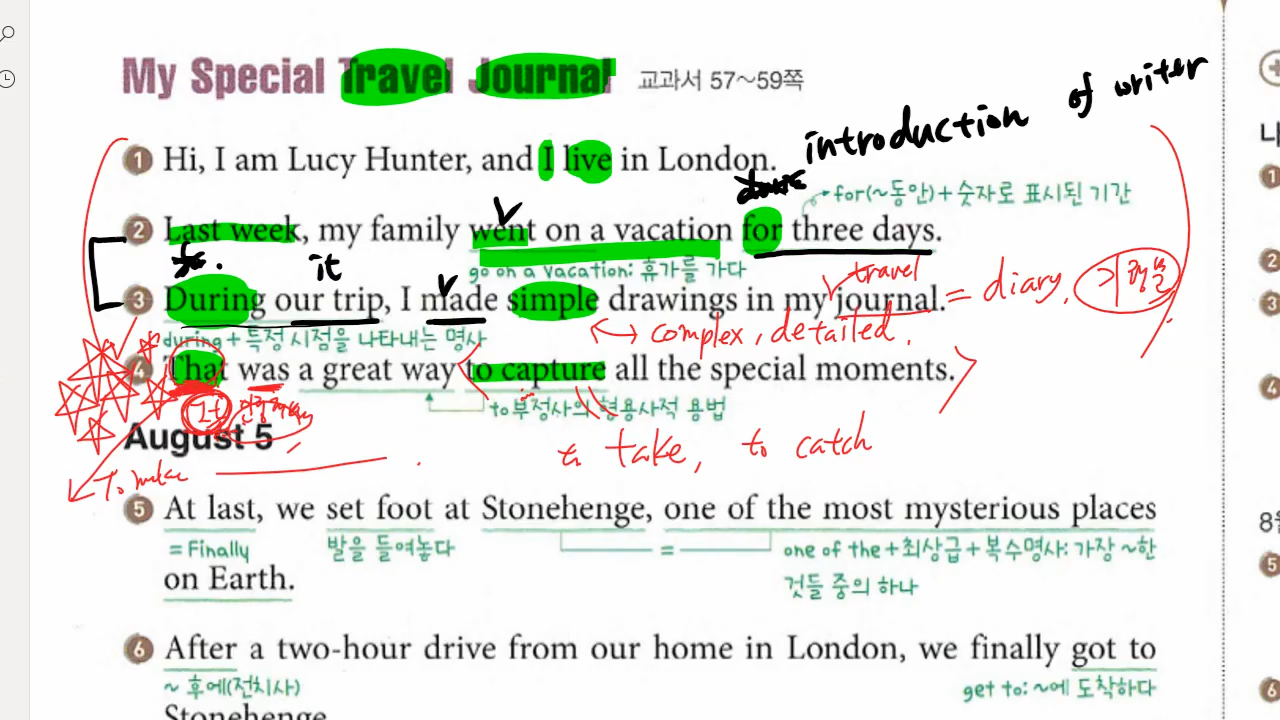 My Special Travel Journal 교과서 57~59쪽
introduction of writer
1 Hi, I am Lucy Hunter, and I live in London.
for(~동안)+숫자로 표시된 기간
2 Last week, my family went on a vacation for three days.
go on a vacation: 휴가를 가다
it
travel
3 During our trip, I made simple drawings in my journal. = diary.
during+특정 시점을 나타내는 명사
↔ complex, detailed.
4 That was a great way to capture all the special moments.
to부정사의 형용사적 용법
take, to catch
August 5
To make
5 At last, we set foot at Stonehenge, one of the most mysterious places
=Finally 발을 들여놓다 = one of the+최상급+복수명사: 가장 ~한
on Earth. 것들 중의 하나
6 After a two-hour drive from our home in London, we finally got to
~ 후에(전치사) get to: ~에 도착하다
Stonehenge